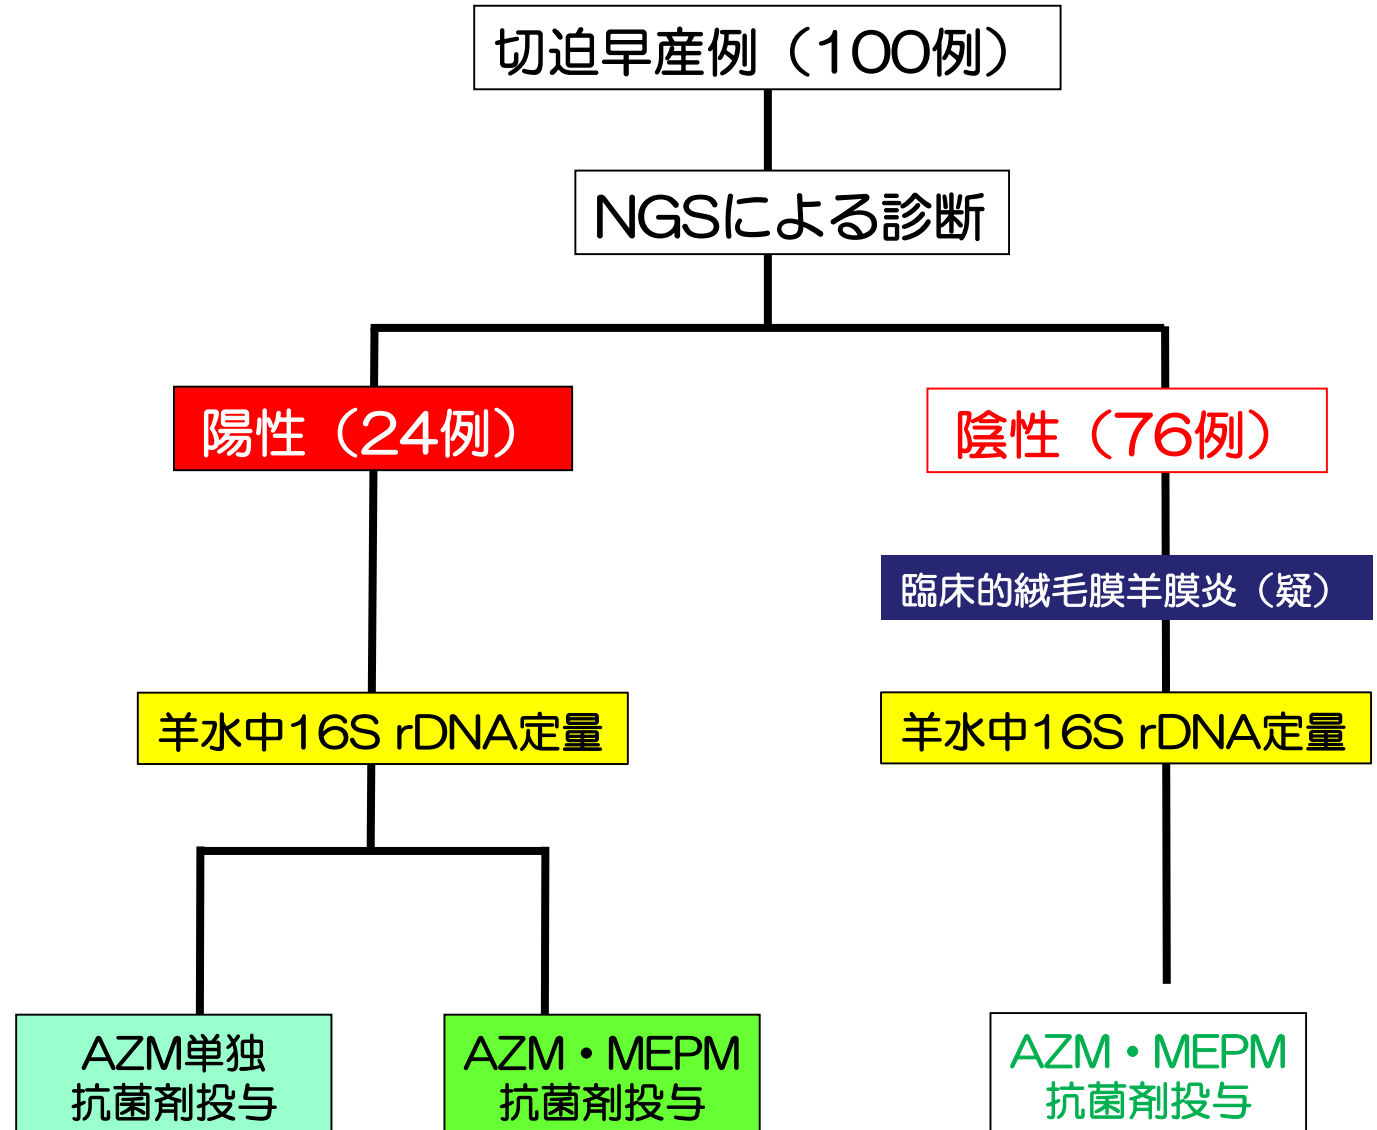 切迫早産例（100例）
NGSによる診断
陽性（24例）
陰性（76例）
臨床的絨毛膜羊膜炎（疑）
羊水中16S rDNA定量
羊水中16S rDNA定量
AZM単独
抗菌剤投与
AZM・MEPM
抗菌剤投与
AZM・MEPM
抗菌剤投与